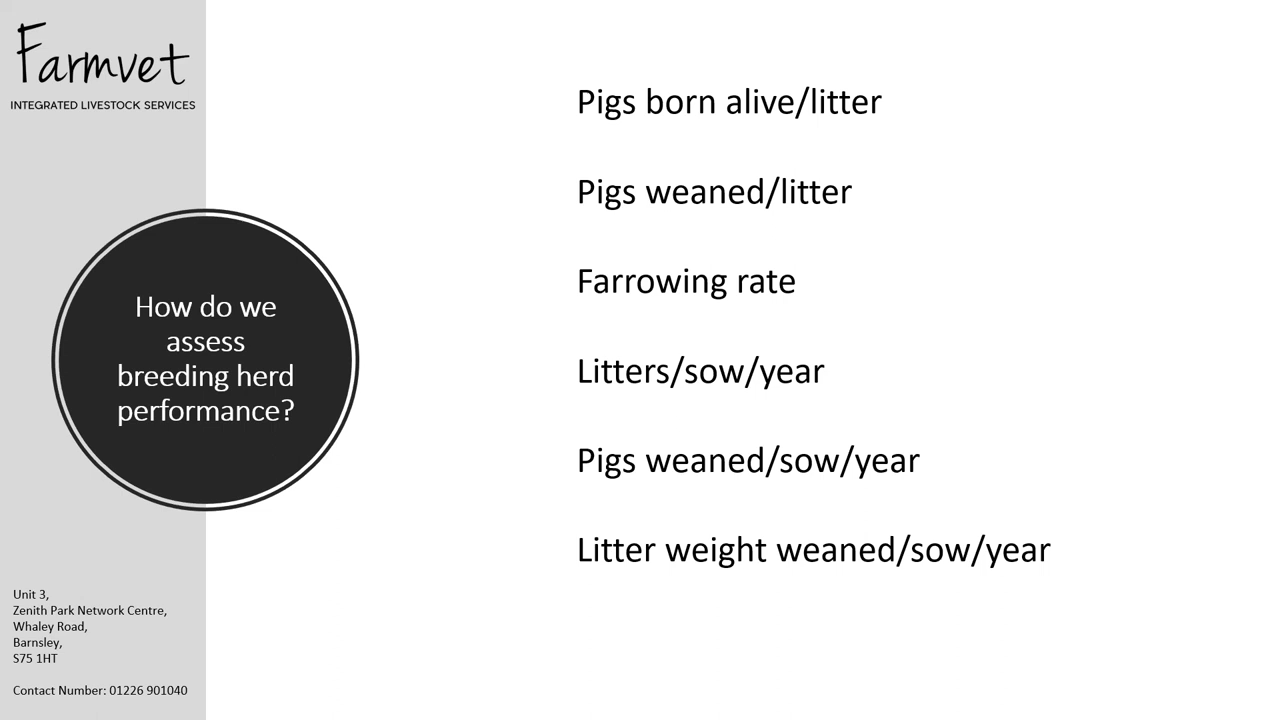 Farmvet
INTEGRATED LIVESTOCK SERVICES
How do we
assess
breeding herd
performance?
Pigs born alive/litter
Pigs weaned/litter
Farrowing rate
Litters/sow/year
Pigs weaned/sow/year
Litter weight weaned/sow/year
Unit 3,
Zenith Park Network Centre,
Whaley Road,
Barnsley,
S75 1HT
Contact Number: 01226 901040